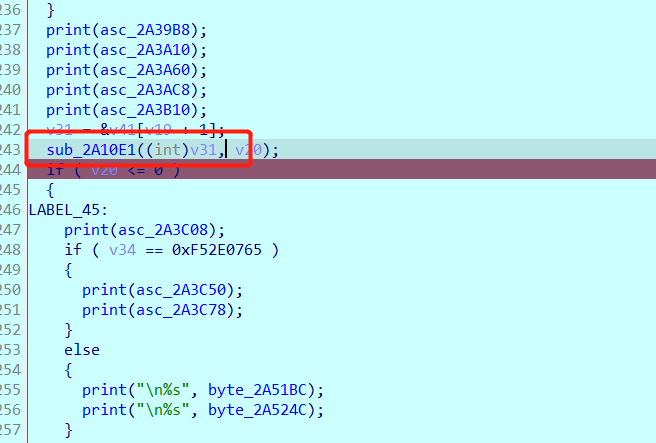 236 }
237 print(asc_2A39B8);
238 print(asc_2A3A10);
239 print(asc_2A3A60);
240 print(asc_2A3AC8);
241 print(asc_2A3B10);
242 v31 = &v41[v19 + 1];
243 sub_2A10E1((int)v31, v20);
244 if ( v20 <= 0 )
245 {
246 LABEL_45:
247 print(asc_2A3C08);
248 if ( v34 == 0xF52E0765 )
249 {
250 print(asc_2A3C50);
251 print(asc_2A3C78);
252 }
253 else
254 {
255 print("\n%s", byte_2A51BC);
256 print("\n%s", byte_2A524C);
257 }